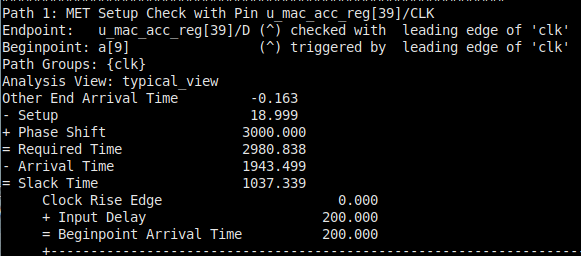 Path 1: MET Setup Check with Pin u_mac_acc_reg[39]/CLK
Endpoint:   u_mac_acc_reg[39]/D (^) checked with  leading edge of 'clk'
Beginpoint: a[9]                (^) triggered by  leading edge of 'clk'
Path Groups: {clk}
Analysis View: typical_view
Other End Arrival Time         -0.163
- Setup                        18.999
+ Phase Shift                3000.000
= Required Time              2980.838
- Arrival Time               1943.499
= Slack Time                 1037.339
     Clock Rise Edge                      0.000
     + Input Delay                      200.000
     = Beginpoint Arrival Time          200.000